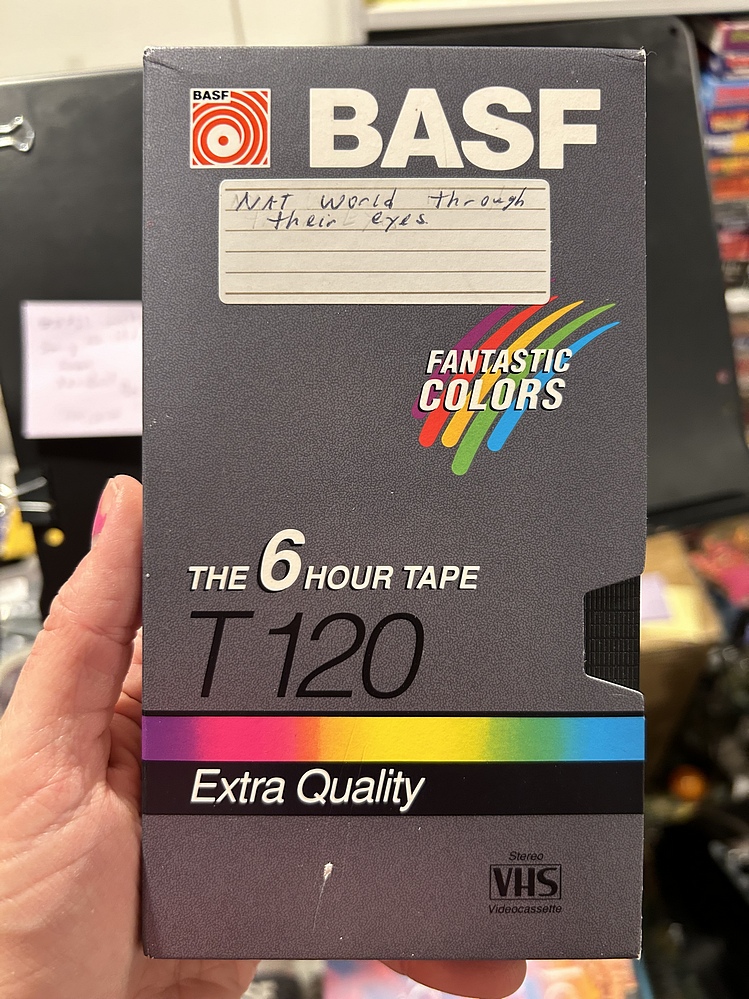 BASF
BASF
NAT World through
their eyes.
FANTASTIC
COLORS
THE 6 HOUR TAPE
T 120
Extra Quality
Stereo
VHS
Videocassette